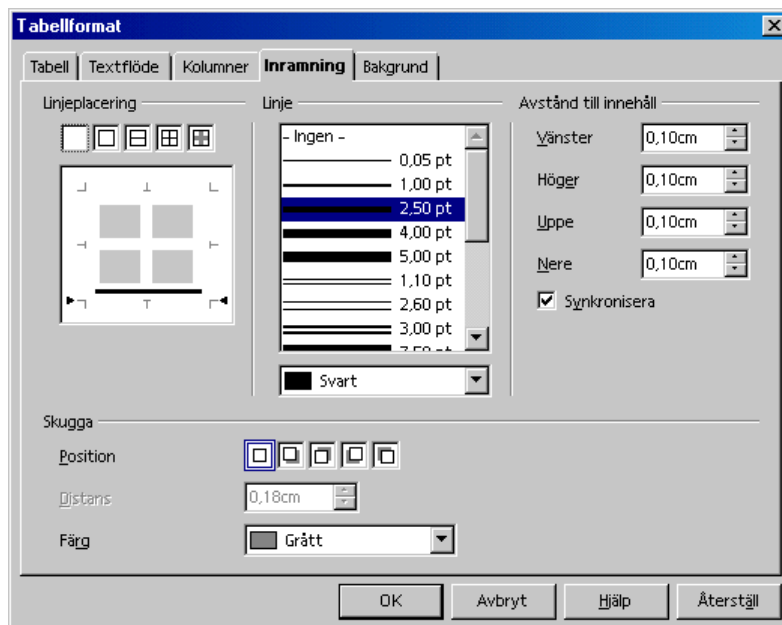 Tabellformat
Tabell Textflöde Kolumner Inramning Bakgrund
Linjeplacering Linje Avstånd till innehåll
- Ingen -
0,05 pt
1,00 pt
2,50 pt
4,00 pt
5,00 pt
1,10 pt
2,60 pt
3,00 pt
7,50 pt
Svart
Vänster 0,10cm
Höger 0,10cm
Uppe 0,10cm
Nere 0,10cm
Synkronisera
Skugga
Position
Distans 0,18cm
Färg Grått
OK Avbryt Hjälp Återställ